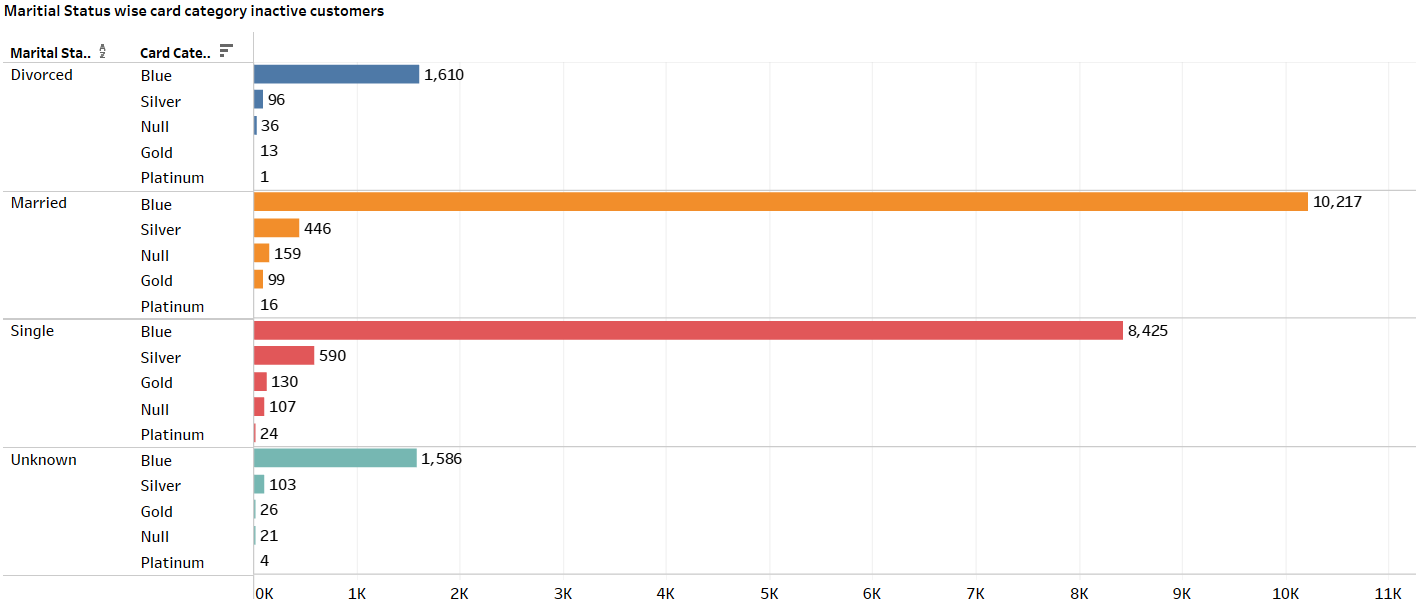 Maritial Status wise card category inactive customers
Marital Sta.. Card Cate..
Divorced Blue 1,610
Silver 96
Null 36
Gold 13
Platinum 1
Married Blue 10,217
Silver 446
Null 159
Gold 99
Platinum 16
Single Blue 8,425
Silver 590
Gold 130
Null 107
Platinum 24
Unknown Blue 1,586
Silver 103
Gold 26
Null 21
Platinum 4
0K 1K 2K 3K 4K 5K 6K 7K 8K 9K 10K 11K